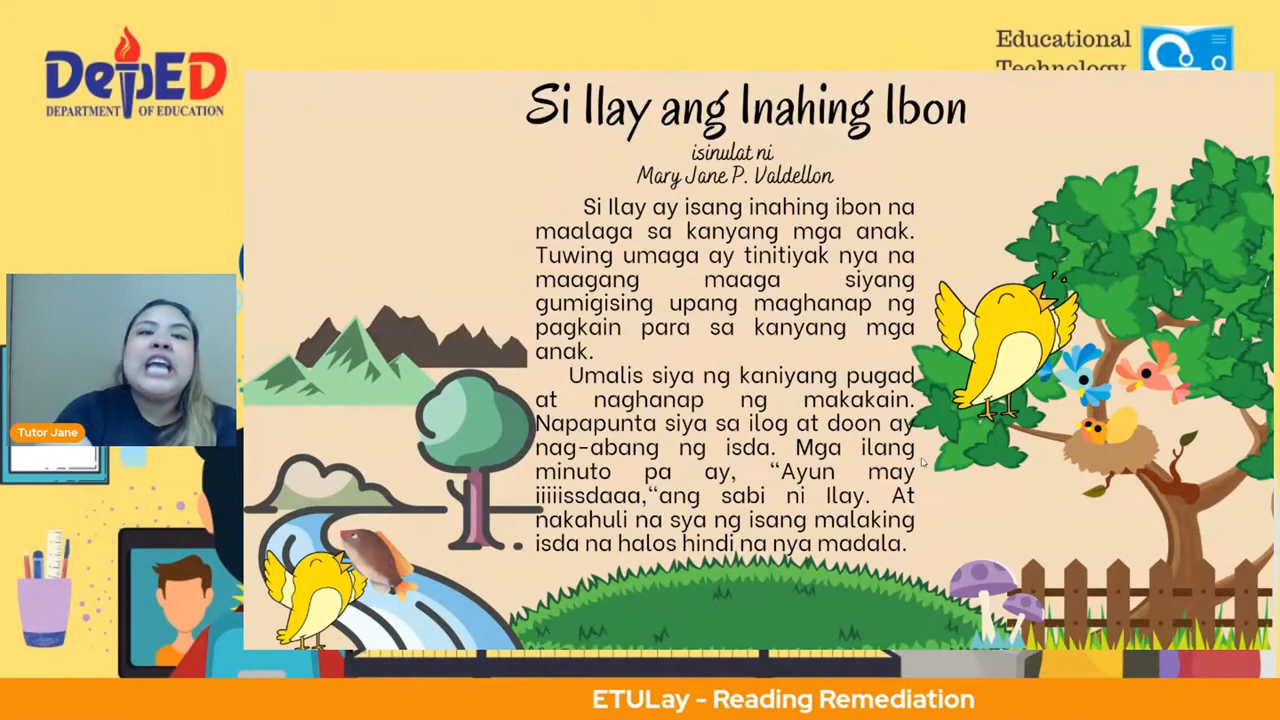 DepED
DEPARTMENT OF EDUCATION
Educational
Technology
Si Ilay ang Inahing Ibon
isinulat ni
Mary Jane P. Valdellon
Si Ilay ay isang inahing ibon na
maalaga sa kanyang mga anak.
Tuwing umaga ay tinitiyak nya na
maagang maaga siyang
gumigising upang maghanap ng
pagkain para sa kanyang mga
anak.
Umalis siya ng kaniyang pugad
at naghanap ng makakain.
Napapunta siya sa ilog at doon ay
nag-abang ng isda. Mga ilang
minuto pa ay, “Ayun may
iiiiissdaaa,“ang sabi ni Ilay. At
nakahuli na sya ng isang malaking
isda na halos hindi na nya madala.
Tutor Jane
ETULay - Reading Remediation